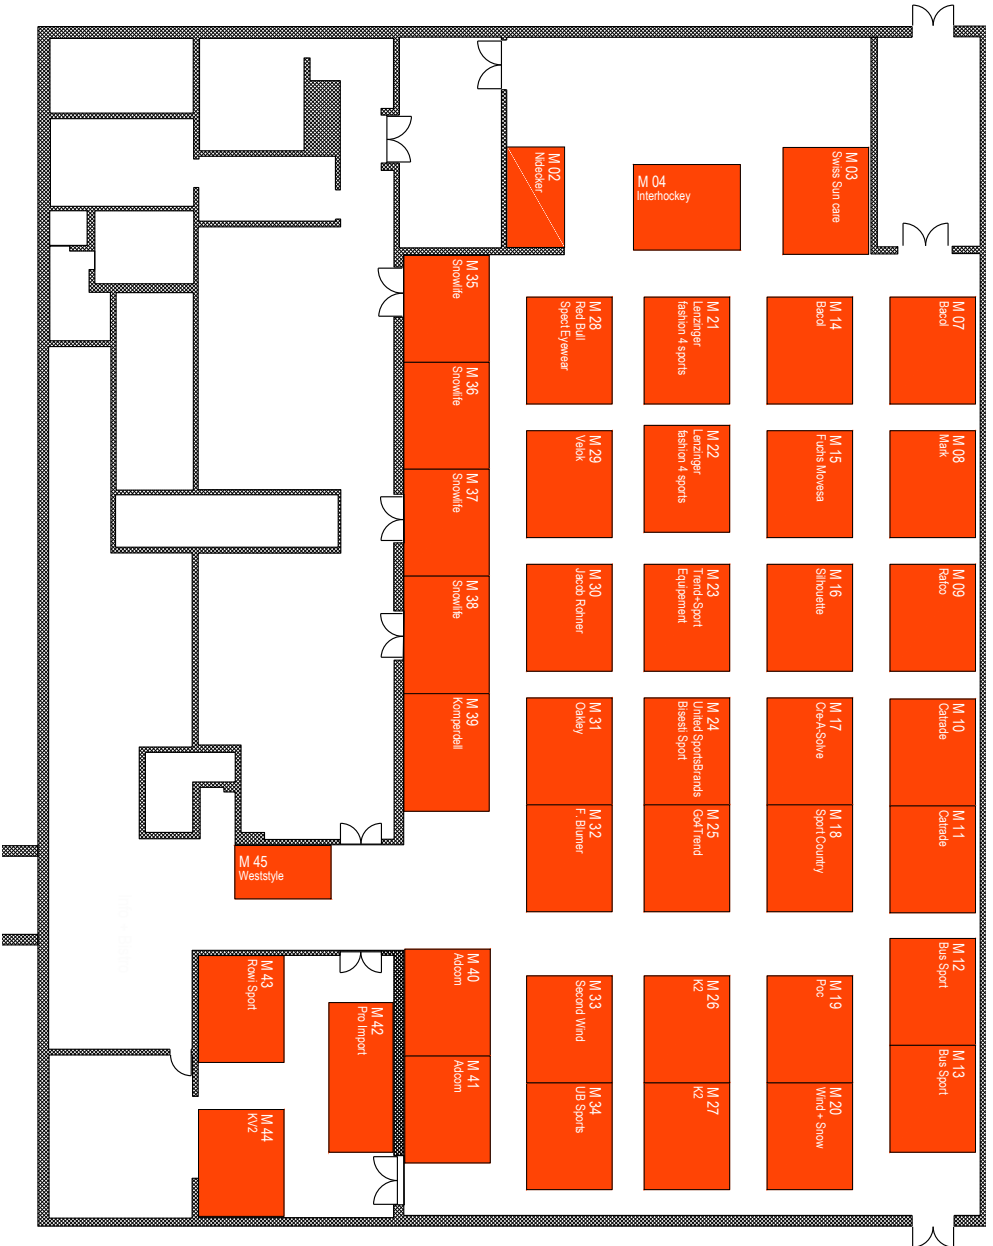 M 02
Nidecker
M 04
Interhockey
M 03
Swiss Sun care
M 35
Snowlife
M 36
Snowlife
M 37
Snowlife
M 38
Snowlife
M 39
Komperdell
M 28
Red Bull
Spect Eyewear
M 21
Lenzinger
fashion 4 sports
M 14
Bacol
M 07
Bacol
M 29
Velok
M 22
Lenzinger
fashion 4 sports
M 15
Fuchs Movesa
M 08
Mark
M 30
Jacob Rohner
M 23
Trend+Sport
Equipement
M 16
Silhouette
M 09
Rafco
M 31
Oakley
M 24
United SportsBrands
Bisesti Sport
M 17
Cre-A-Solve
M 10
Catrade
M 32
F. Blumer
M 25
Go4Trend
M 18
Sport Country
M 11
Catrade
M 45
Weststyle
M 43
Rowi Sport
M 42
Pro Import
M 44
KV2
M 40
Adcom
M 41
Adcom
M 33
Second Wind
M 26
K2
M 19
Poc
M 12
Bus Sport
M 34
UB Sports
M 27
K2
M 20
Wind + Snow
M 13
Bus Sport